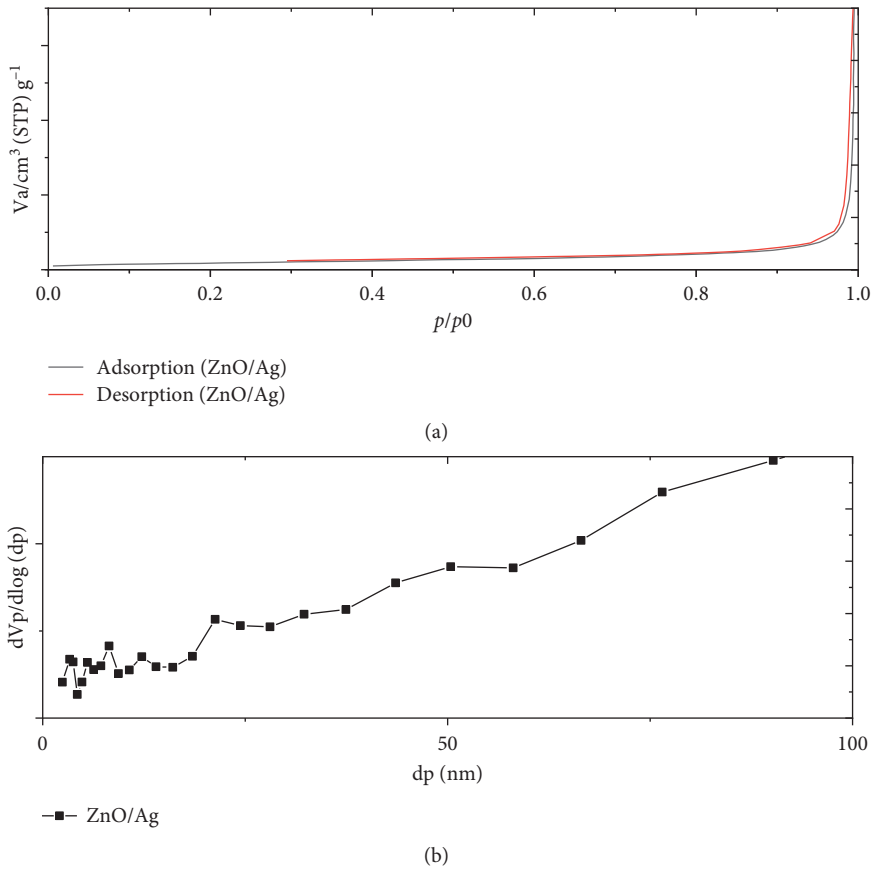 Va/cm³ (STP) g⁻¹
0.0 0.2 0.4 0.6 0.8 1.0
p/p0
Adsorption (ZnO/Ag)
Desorption (ZnO/Ag)
(a)
dVp/dlog (dp)
0 50 100
dp (nm)
ZnO/Ag
(b)